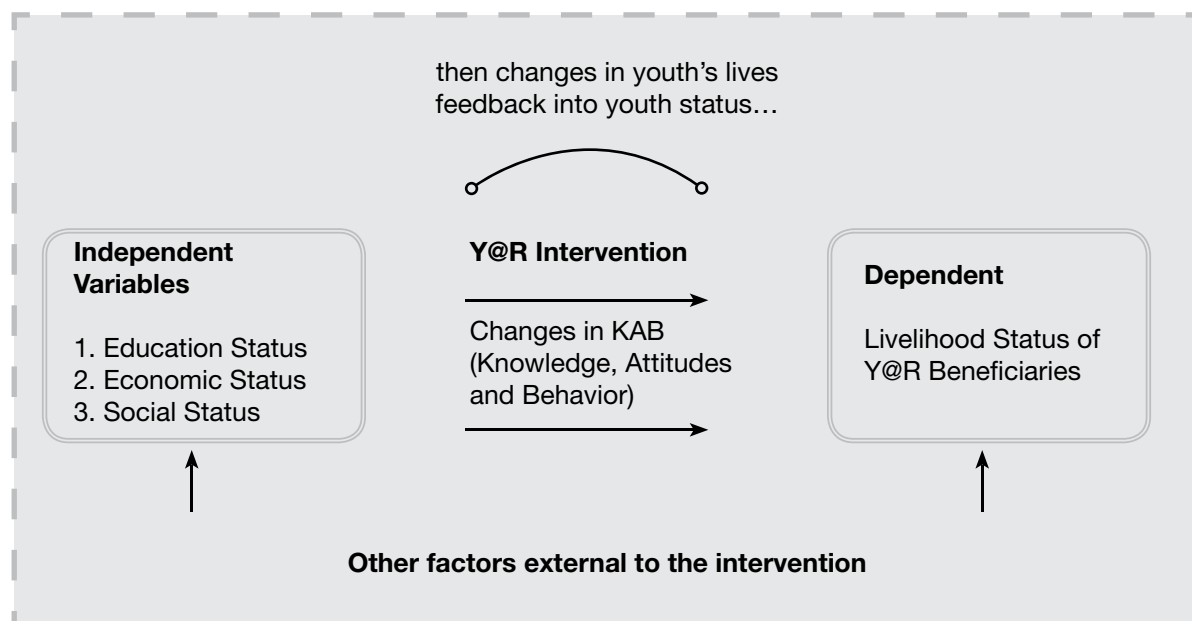 then changes in youth's lives
feedback into youth status…
Independent
Variables
1. Education Status
2. Economic Status
3. Social Status
Y@R Intervention
Changes in KAB
(Knowledge, Attitudes
and Behavior)
Dependent
Livelihood Status of
Y@R Beneficiaries
Other factors external to the intervention